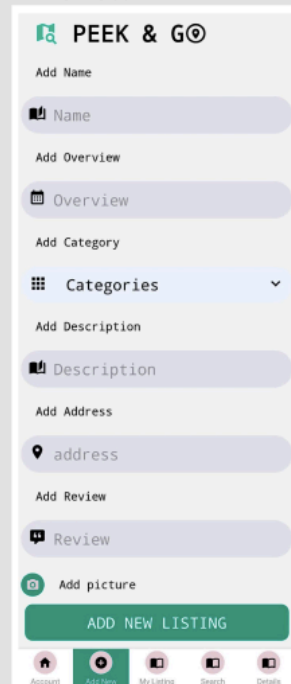 PEEK & GO
Add Name
Name
Add Overview
Overview
Add Category
Categories
Add Description
Description
Add Address
address
Add Review
Review
Add picture
ADD NEW LISTING
Account Add New My Listing Search Details